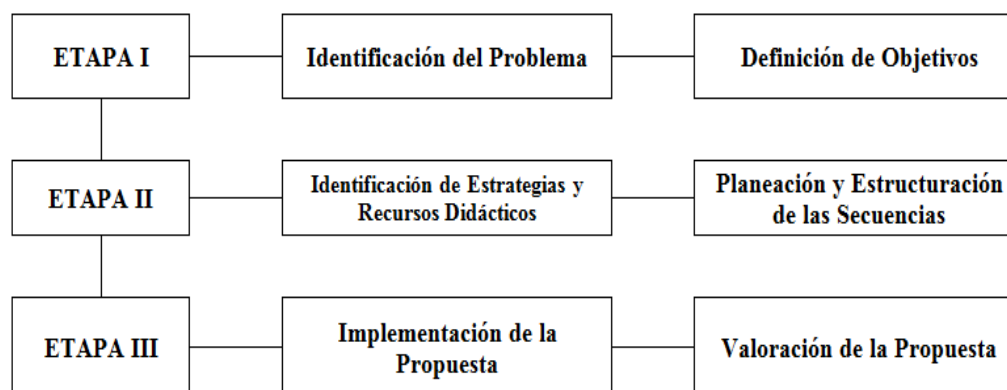 ETAPA I
Identificación del Problema
Definición de Objetivos
ETAPA II
Identificación de Estrategias y
Recursos Didácticos
Planeación y Estructuración
de las Secuencias
ETAPA III
Implementación de la
Propuesta
Valoración de la Propuesta